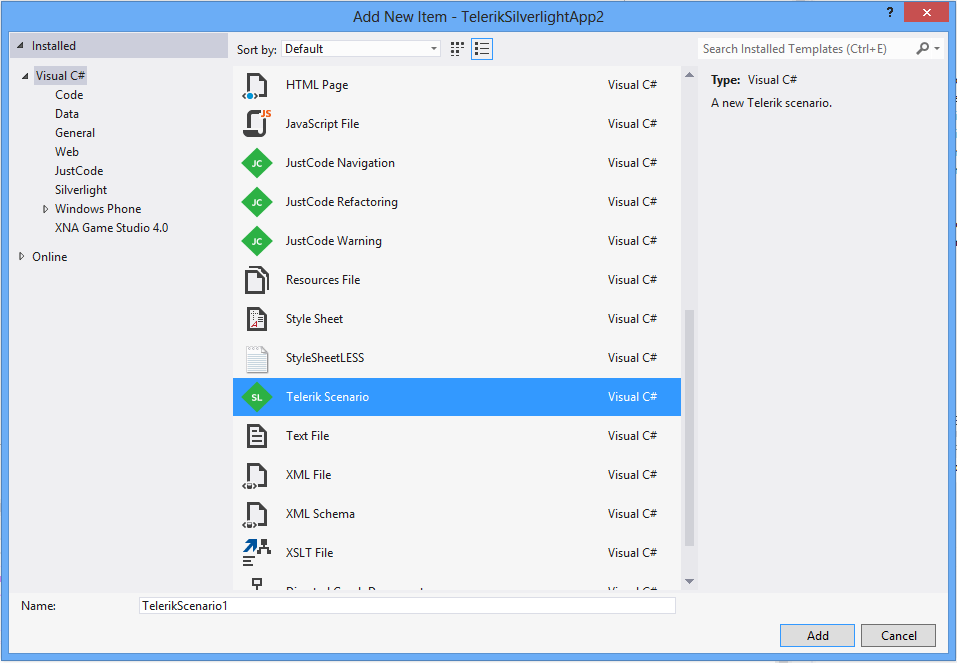 Add New Item - TelerikSilverlightApp2
?
Installed
Sort by: Default
Search Installed Templates (Ctrl+E)
Visual C#
Code
Data
General
Web
JustCode
Silverlight
Windows Phone
XNA Game Studio 4.0
Online
HTML Page Visual C#
JS
JavaScript File Visual C#
JC JustCode Navigation Visual C#
JC JustCode Refactoring Visual C#
JC JustCode Warning Visual C#
Resources File Visual C#
Style Sheet Visual C#
StyleSheetLESS Visual C#
SL Telerik Scenario Visual C#
Text File Visual C#
XML File Visual C#
XML Schema Visual C#
XSLT File Visual C#
Type: Visual C#
A new Telerik scenario.
Name: TelerikScenario1
Add Cancel